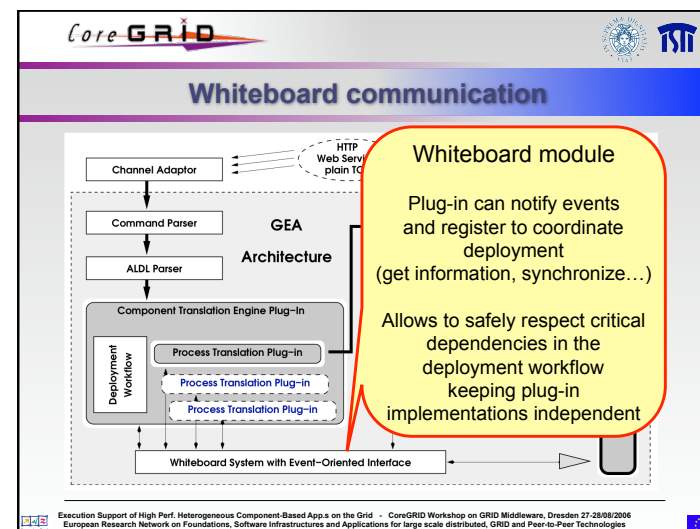 CoreGRID
Whiteboard communication
HTTP
plain
Channel Adaptor
Command Parser
GEA
Architecture
ALDL Parser
Component Translation Engine Plug-In
Deployment
Workflow
Process Translation Plug-in
Process Translation Plug-in
Process Translation Plug-in
Whiteboard System with Event-Oriented Interface
Whiteboard module
Plug-in can notify events
and register to coordinate
deployment
(get information, synchronize…)
Allows to safely respect critical
dependencies in the
deployment workflow
keeping plug-in
implementations independent
Execution Support of High Perf. Heterogeneous Component-Based App.s on the Grid - CoreGRID Workshop on GRID Middleware, Dresden 27-28/08/2006
European Research Network on Foundations, Software Infrastructures and Applications for large scale distributed, GRID and Peer-to-Peer Technologies